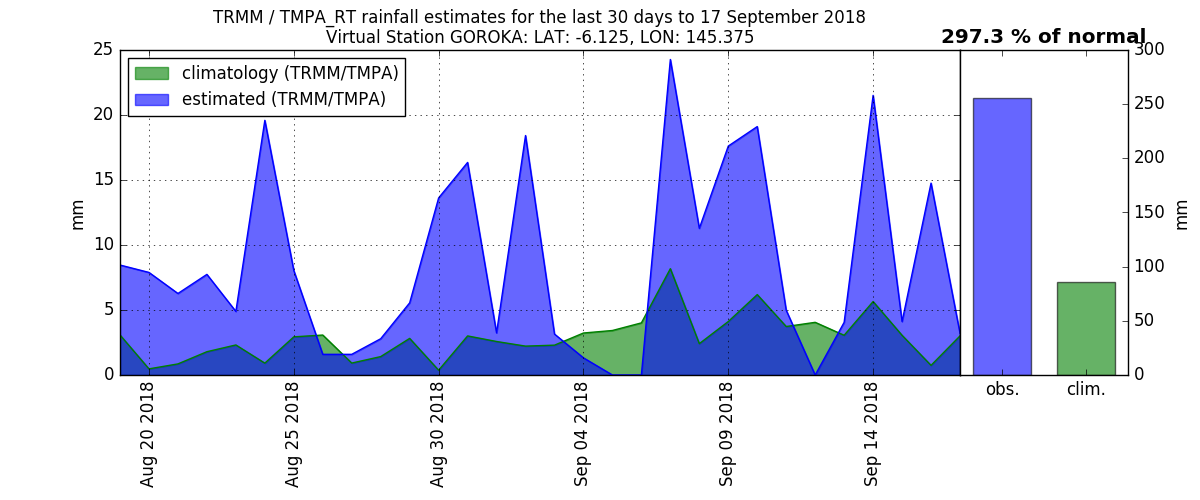 TRMM / TMPA_RT rainfall estimates for the last 30 days to 17 September 2018
Virtual Station GOROKA: LAT: -6.125, LON: 145.375
297.3 % of normal
climatology (TRMM/TMPA)
estimated (TRMM/TMPA)
25
20
15
10
5
0
mm
Aug 20 2018
Aug 25 2018
Aug 30 2018
Sep 04 2018
Sep 09 2018
Sep 14 2018
obs.
clim.
300
250
200
150
100
50
0
mm